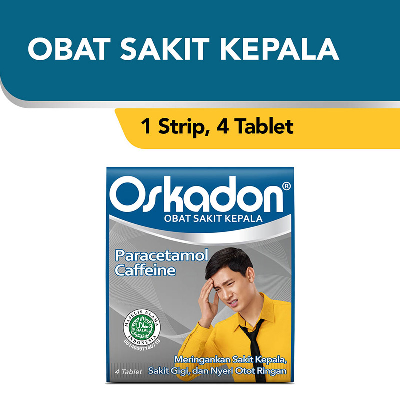 OBAT SAKIT KEPALA
1 Strip, 4 Tablet
Oskadon®
OBAT SAKIT KEPALA
Paracetamol
Caffeine
Meringankan Sakit Kepala,
Sakit Gigi, dan Nyeri Otot Ringan
4 Tablet